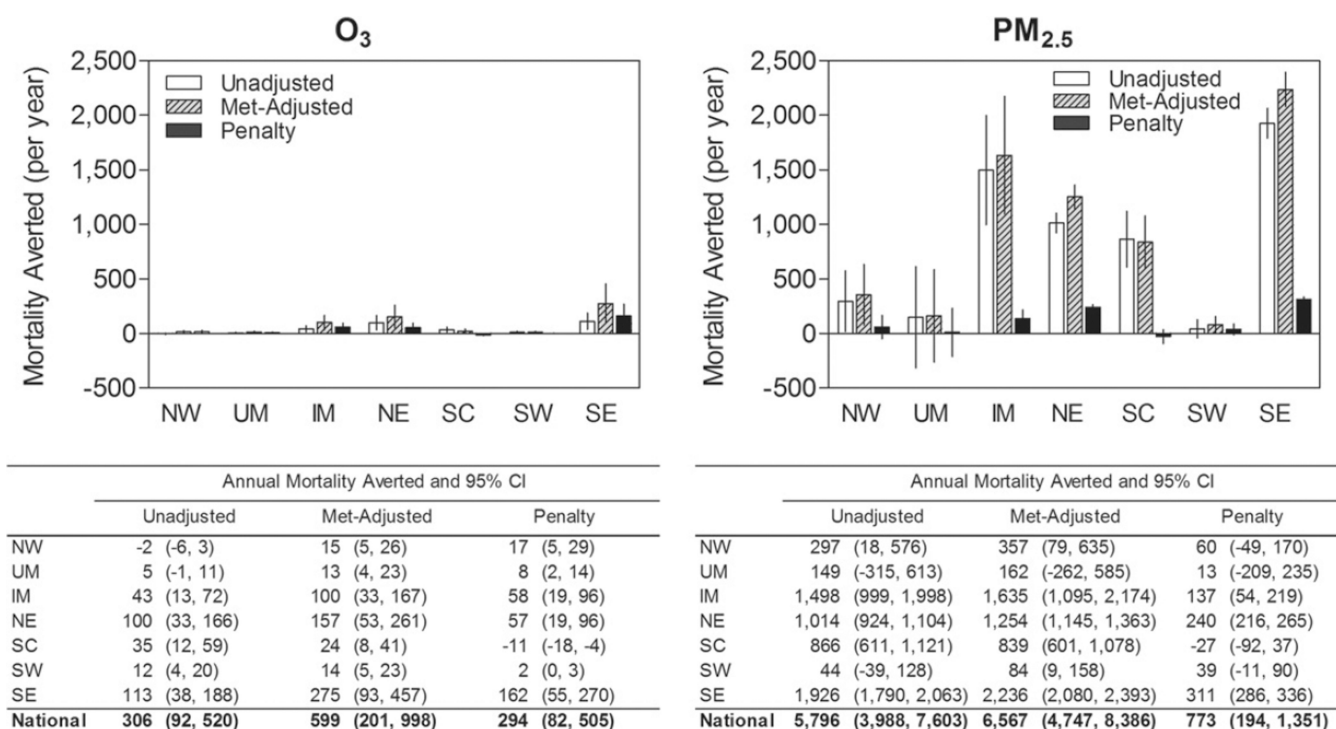 O₃
Mortality Averted (per year)
2,500
2,000
1,500
1,000
500
0
-500
Unadjusted
Met-Adjusted
Penalty
NW UM IM NE SC SW SE
PM₂.₅
Mortality Averted (per year)
2,500
2,000
1,500
1,000
500
0
-500
Unadjusted
Met-Adjusted
Penalty
NW UM IM NE SC SW SE
Annual Mortality Averted and 95% CI
Unadjusted Met-Adjusted Penalty
NW -2 (-6, 3) 15 (5, 26) 17 (5, 29)
UM 5 (-1, 11) 13 (4, 23) 8 (2, 14)
IM 43 (13, 72) 100 (33, 167) 58 (19, 96)
NE 100 (33, 166) 157 (53, 261) 57 (19, 96)
SC 35 (12, 59) 24 (8, 41) -11 (-18, -4)
SW 12 (4, 20) 14 (5, 23) 2 (0, 3)
SE 113 (38, 188) 275 (93, 457) 162 (55, 270)
National 306 (92, 520) 599 (201, 998) 294 (82, 505)
Annual Mortality Averted and 95% CI
Unadjusted Met-Adjusted Penalty
NW 297 (18, 576) 357 (79, 635) 60 (-49, 170)
UM 149 (-315, 613) 162 (-262, 585) 13 (-209, 235)
IM 1,498 (999, 1,998) 1,635 (1,095, 2,174) 137 (54, 219)
NE 1,014 (924, 1,104) 1,254 (1,145, 1,363) 240 (216, 265)
SC 866 (611, 1,121) 839 (601, 1,078) -27 (-92, 37)
SW 44 (-39, 128) 84 (9, 158) 39 (-11, 90)
SE 1,926 (1,790, 2,063) 2,236 (2,080, 2,393) 311 (286, 336)
National 5,796 (3,988, 7,603) 6,567 (4,747, 8,386) 773 (194, 1,351)